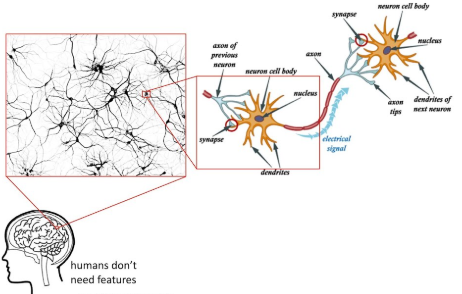 synapse
neuron cell body
nucleus
axon
axon of
previous
neuron
neuron cell body
nucleus
synapse
dendrites
electrical
signal
axon
tips
dendrites of
next neuron
humans don't
need features